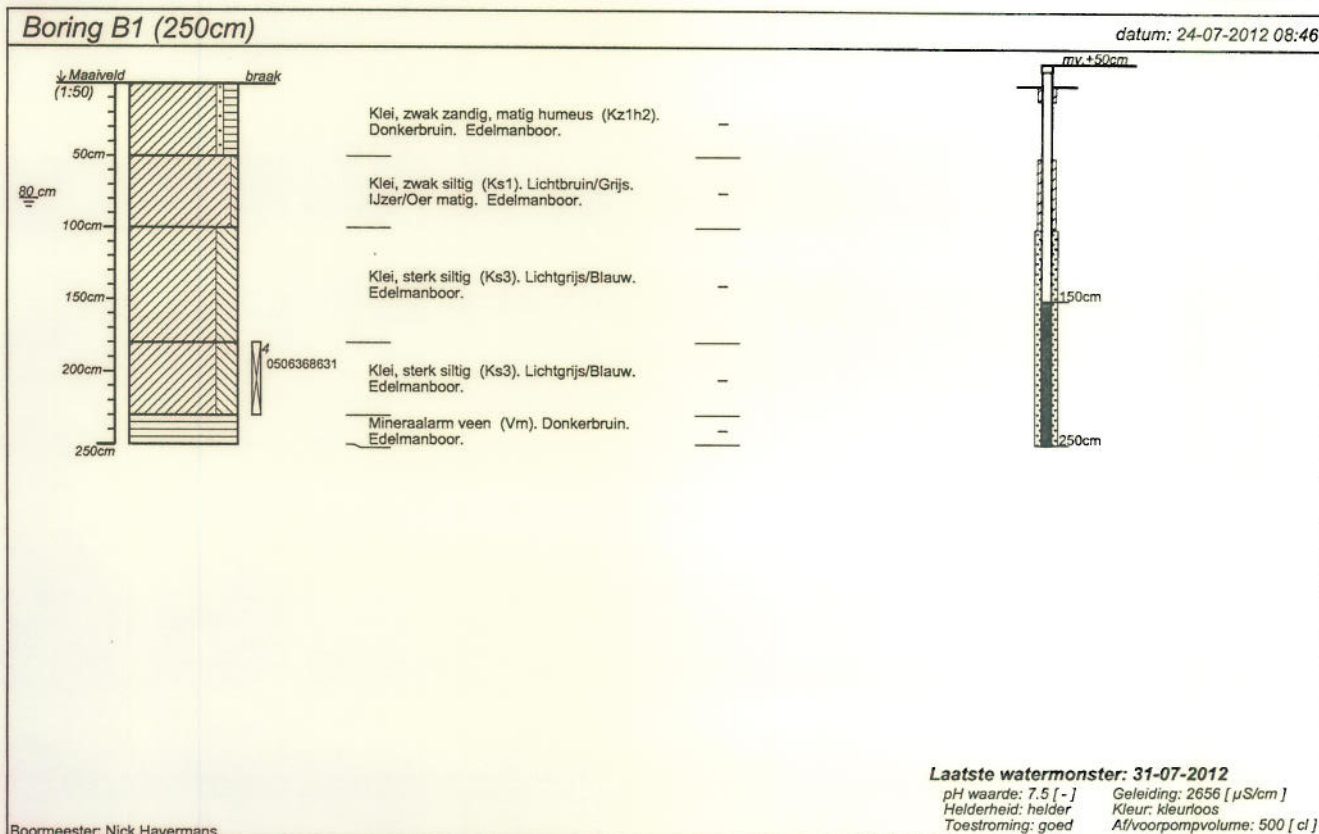 Boring B1 (250cm)
datum: 24-07-2012 08:46
Maaiveld
braak
mv.+50cm
(1:50)
Klei, zwak zandig, matig humeus (Kz1h2).
Donkerbruin. Edelmanboor.
50cm
Klei, zwak siltig (Ks1). Lichtbruin/Grijs.
IJzer/Oer matig. Edelmanboor.
80 cm
100cm
Klei, sterk siltig (Ks3). Lichtgrijs/Blauw.
Edelmanboor.
150cm
150cm
4
0506368631
200cm
Klei, sterk siltig (Ks3). Lichtgrijs/Blauw.
Edelmanboor.
Mineraalarm veen (Vm). Donkerbruin.
Edelmanboor.
250cm
250cm
Laatste watermonster: 31-07-2012
pH waarde: 7.5 [ - ] Geleiding: 2656 [ µS/cm ]
Helderheid: helder Kleur: kleurloos
Toestroming: goed Af/voorpompvolume: 500 [ cl ]
Boormeester: Nick Havermans